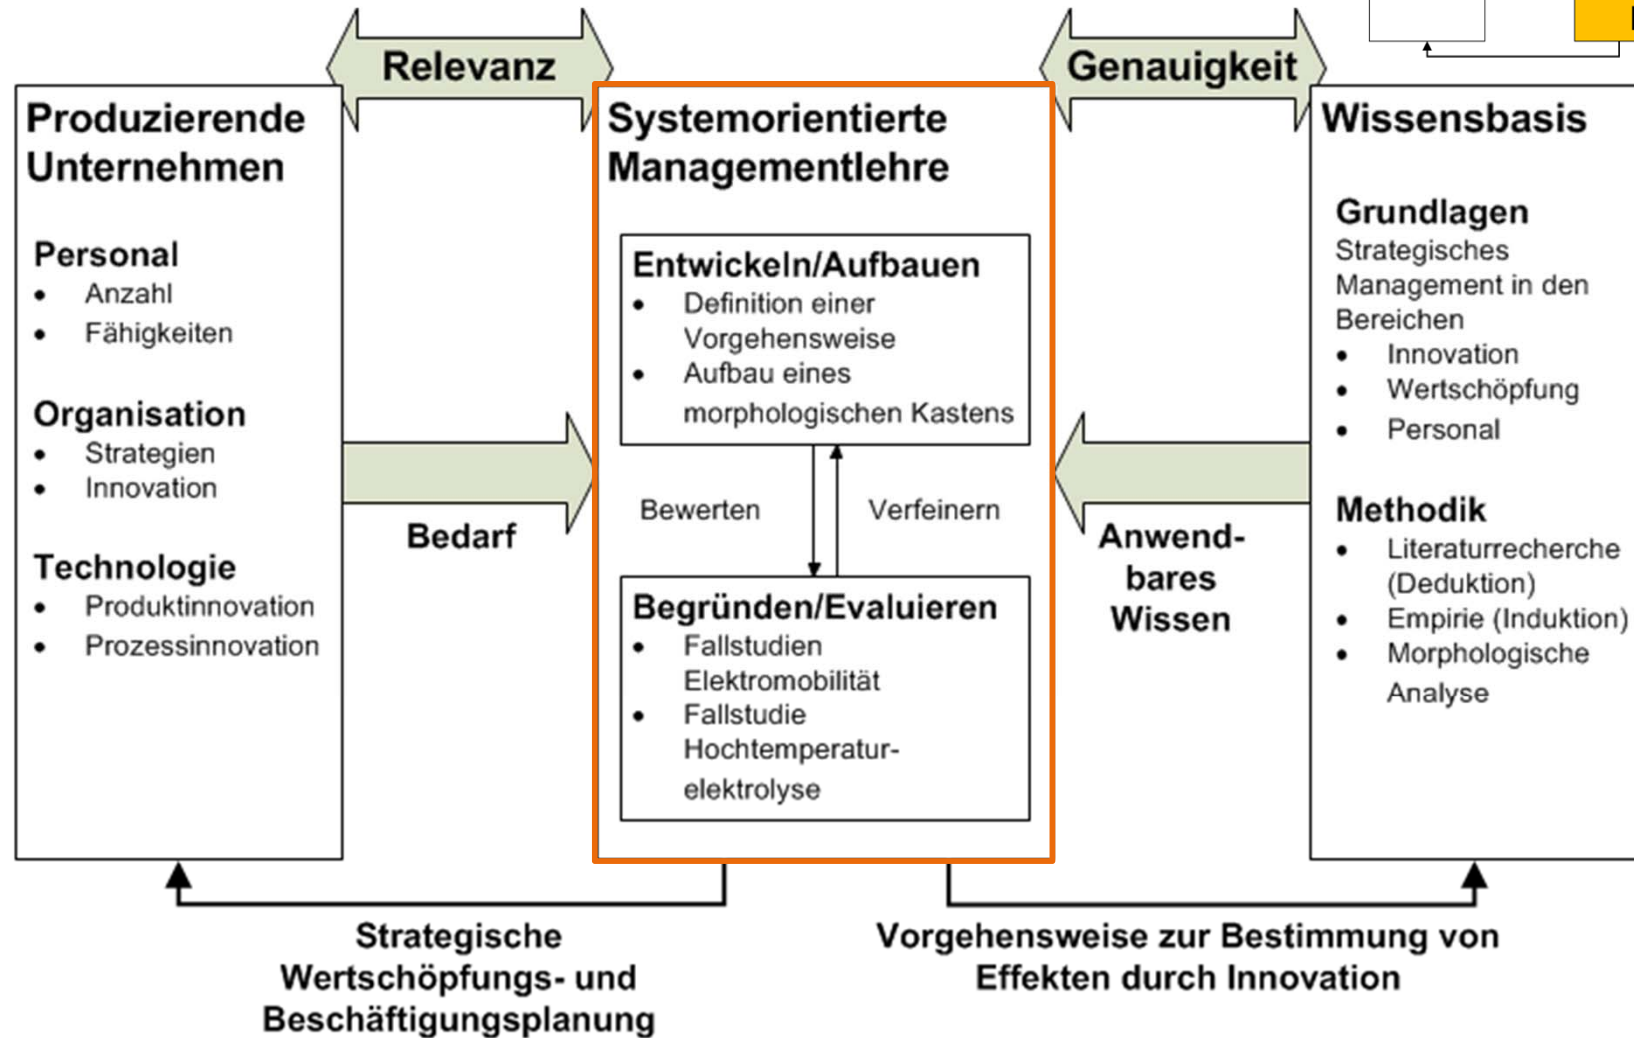 Relevanz
Genauigkeit
Produzierende
Unternehmen
Personal
• Anzahl
• Fähigkeiten
Organisation
• Strategien
• Innovation
Technologie
• Produktinnovation
• Prozessinnovation
Bedarf
Systemorientierte
Managementlehre
Entwickeln/Aufbauen
• Definition einer
Vorgehensweise
• Aufbau eines
morphologischen Kastens
Bewerten
Verfeinern
Begründen/Evaluieren
• Fallstudien
Elektromobilität
• Fallstudie
Hochtemperatur-
elektrolyse
Anwend-
bares
Wissen
Wissensbasis
Grundlagen
Strategisches
Management in den
Bereichen
• Innovation
• Wertschöpfung
• Personal
Methodik
• Literaturrecherche
(Deduktion)
• Empirie (Induktion)
• Morphologische
Analyse
Strategische
Wertschöpfungs- und
Beschäftigungsplanung
Vorgehensweise zur Bestimmung von
Effekten durch Innovation